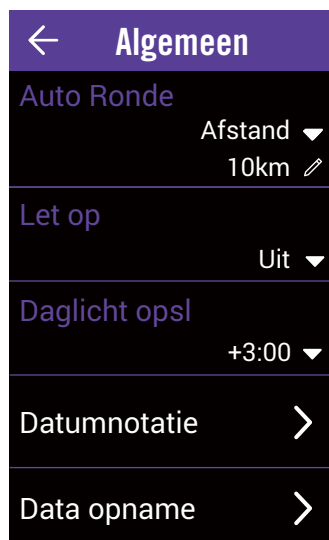 Algemeen
Auto Ronde
Afstand
10km
Let op
Uit
Daglicht opsl
+3:00
Datumnotatie
Data opname